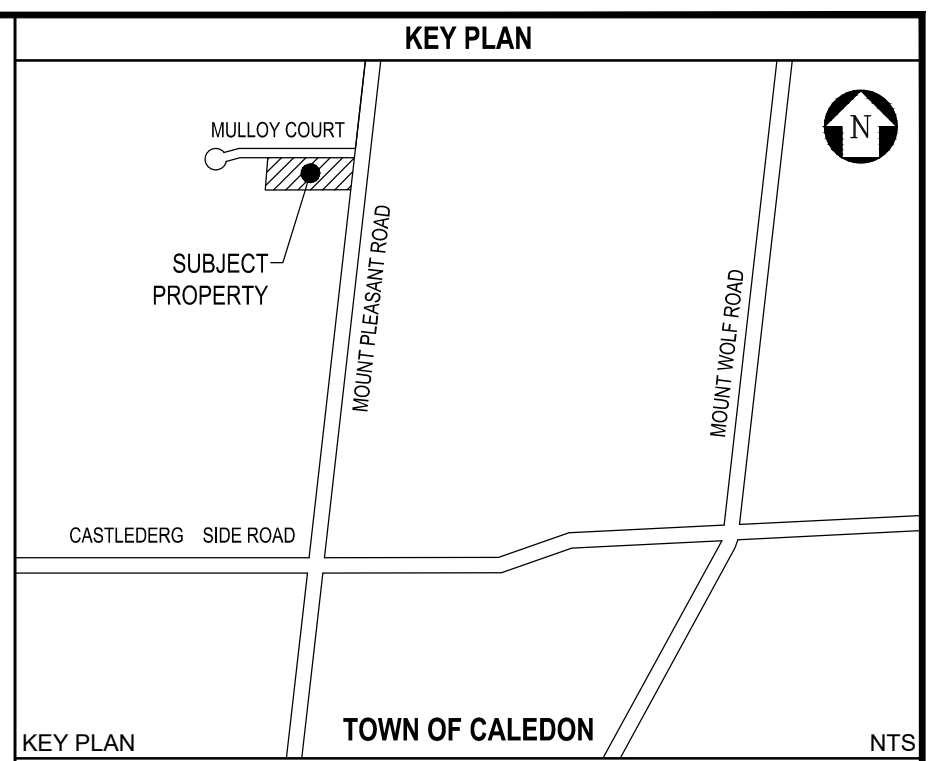 KEY PLAN
MULLOY COURT
N
SUBJECT
PROPERTY
MOUNT PLEASANT ROAD
MOUNT WOLF ROAD
CASTLEDERG SIDE ROAD
TOWN OF CALEDON
KEY PLAN
NTS